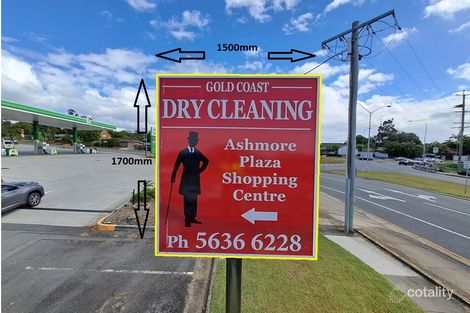 1500mm
GOLD COAST
DRY CLEANING
1700mm
Ashmore
Plaza
Shopping
Centre
Ph 5636 6228
cotality